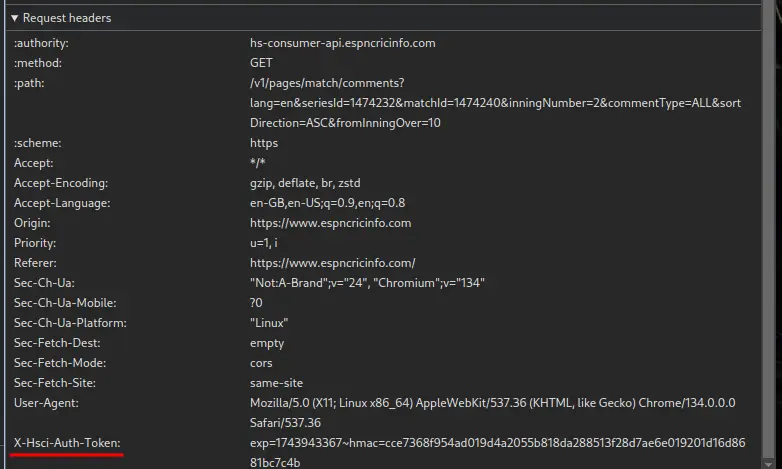 ▼ Request headers
:authority: hs-consumer-api.espncricinfo.com
:method: GET
:path: /v1/pages/match/comments?
lang=en&seriesId=1474232&matchId=1474240&inningNumber=2&commentType=ALL&sort
Direction=ASC&fromInningOver=10
:scheme: https
Accept: */*
Accept-Encoding: gzip, deflate, br, zstd
Accept-Language: en-GB,en-US;q=0.9,en;q=0.8
Origin: https://www.espncricinfo.com
Priority: u=1, i
Referer: https://www.espncricinfo.com/
Sec-Ch-Ua: "Not:A-Brand";v="24", "Chromium";v="134"
Sec-Ch-Ua-Mobile: ?0
Sec-Ch-Ua-Platform: "Linux"
Sec-Fetch-Dest: empty
Sec-Fetch-Mode: cors
Sec-Fetch-Site: same-site
User-Agent: Mozilla/5.0 (X11; Linux x86_64) AppleWebKit/537.36 (KHTML, like Gecko) Chrome/134.0.0.0
Safari/537.36
X-Hsci-Auth-Token: exp=1743943367~hmac=cce7368f954ad019d4a2055b818da288513f28d7ae6e019201d16d86
81bc7c4b